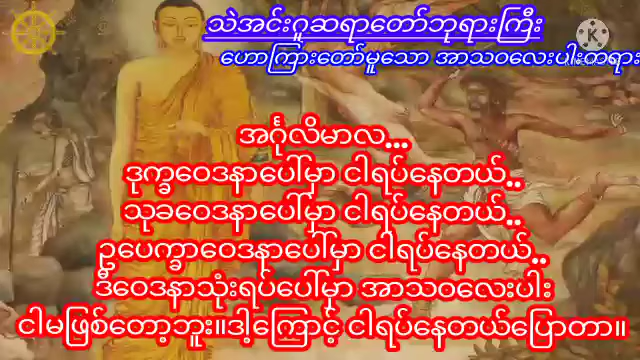 သဲအင်းဂူဆရာတော်ဘုရားကြီး
ဟောကြားတော်မူသော အာသဝလေးပါးတရား
အင်္ဂုလိမာလ...
ဒုက္ခဝေဒနာပေါ်မှာ ငါရပ်နေတယ်..
သုခဝေဒနာပေါ်မှာ ငါရပ်နေတယ်..
ဥပေက္ခာဝေဒနာပေါ်မှာ ငါရပ်နေတယ်..
ဒီဝေဒနာသုံးရပ်ပေါ်မှာ အာသဝလေးပါး
ငါမဖြစ်တော့ဘူး။ဒါ့ကြောင့် ငါရပ်နေတယ်ပြောတာ။